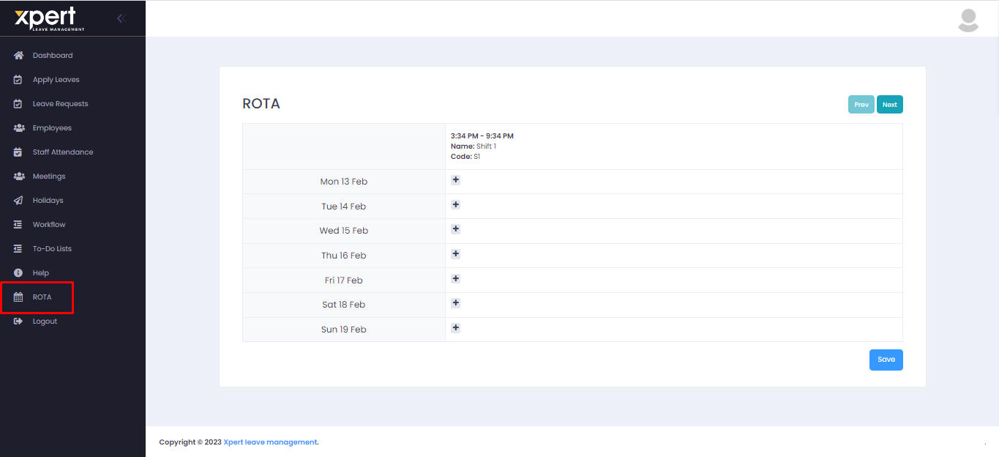 xpert
LEAVE MANAGEMENT
Dashboard
Apply Leaves
Leave Requests
Employees
Staff Attendance
Meetings
Holidays
Workflow
To-Do Lists
Help
ROTA
Logout
ROTA
Prev Next
3:34 PM - 9:34 PM
Name: Shift 1
Code: S1
Mon 13 Feb
Tue 14 Feb
Wed 15 Feb
Thu 16 Feb
Fri 17 Feb
Sat 18 Feb
Sun 19 Feb
Save
Copyright © 2023 Xpert leave management.